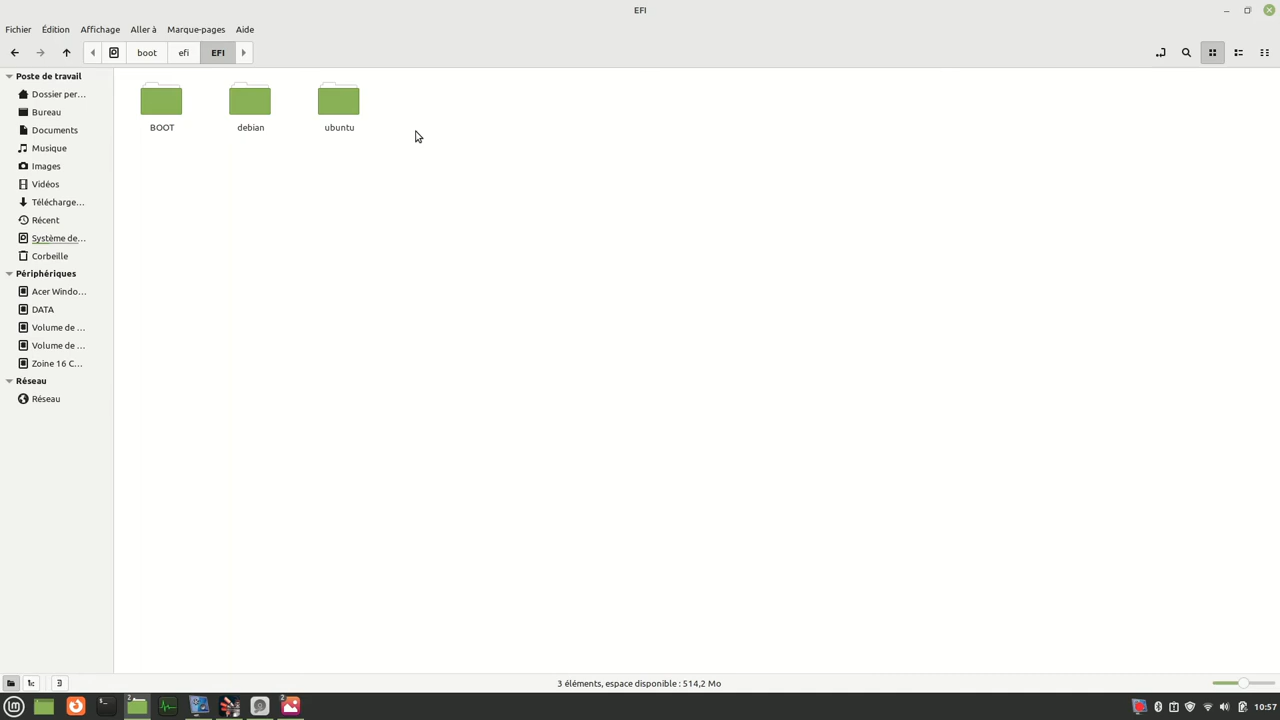 EFI
Fichier Édition Affichage Aller à Marque-pages Aide
boot efi EFI
Poste de travail
Dossier per...
Bureau
Documents
Musique
Images
Vidéos
Télécharge...
Récent
Système de...
Corbeille
Périphériques
Acer Windo...
DATA
Volume de ...
Volume de ...
Zoine 16 C...
Réseau
Réseau
BOOT debian ubuntu
3 éléments, espace disponible : 514,2 Mo
2 2 10:57